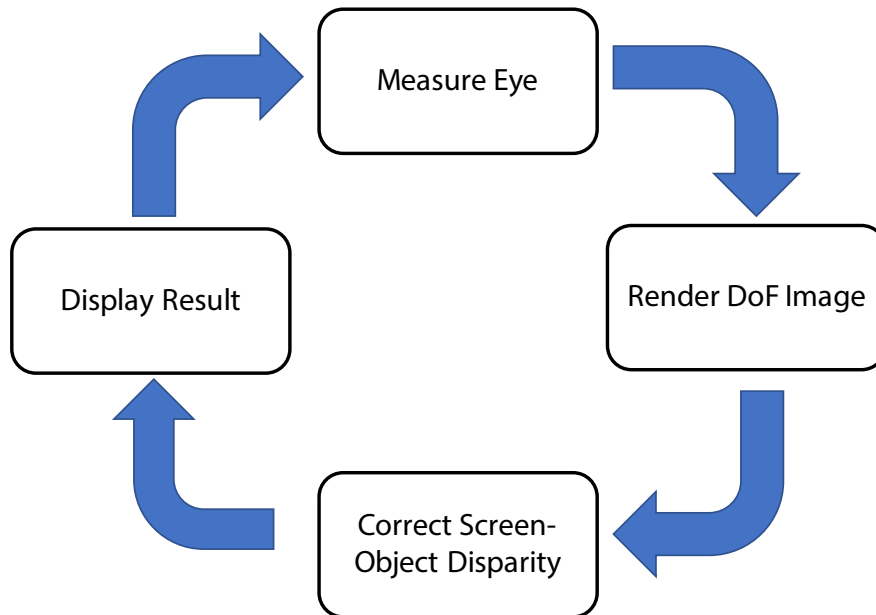 Measure Eye
Render DoF Image
Correct Screen-
Object Disparity
Display Result